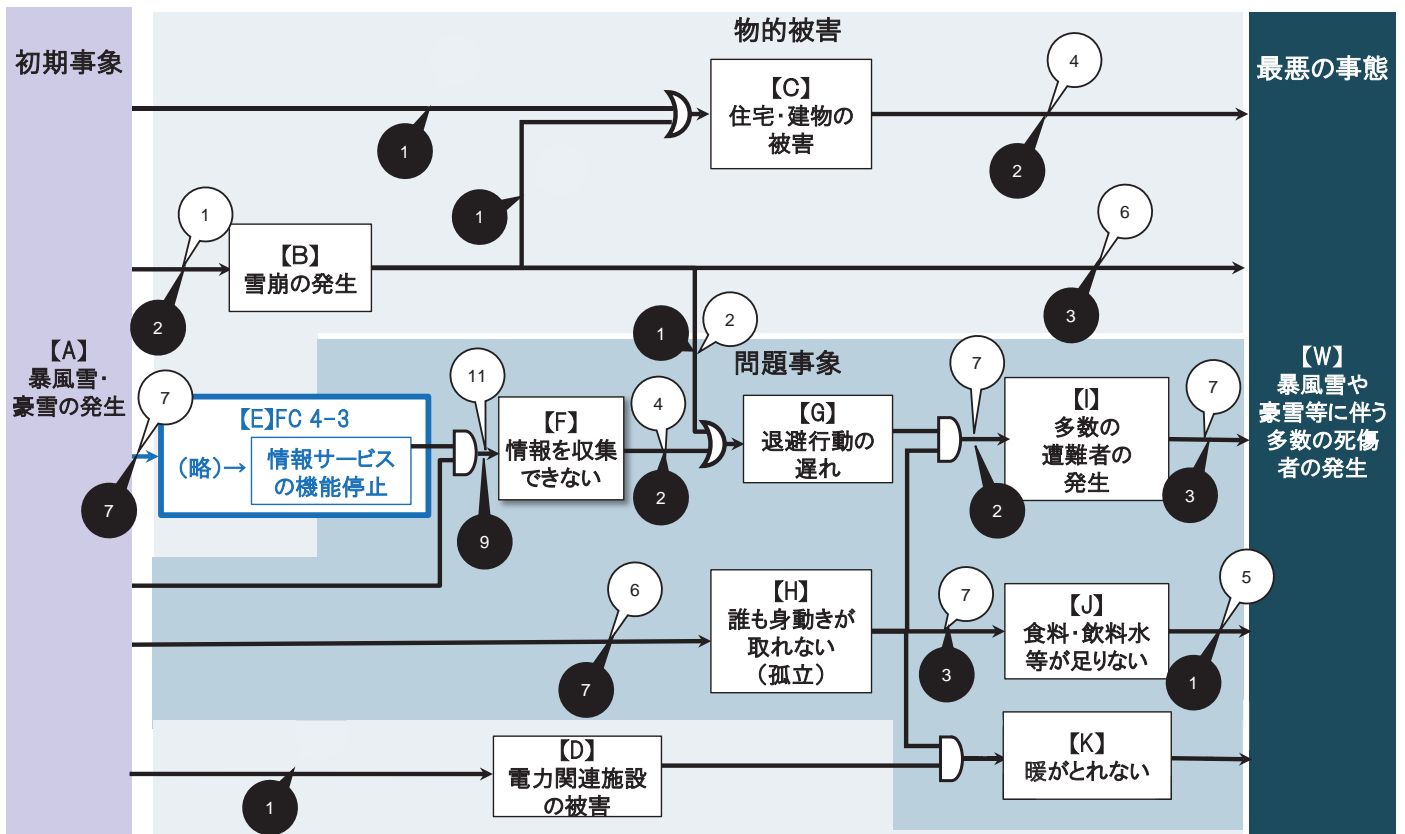 初期事象
物的被害
最悪の事態
4
【C】
住宅・建物の
被害
1
2
1
1
6
【B】
雪崩の発生
2
3
1
2
問題事象
【A】
暴風雪・
豪雪の発生
【W】
暴風雪や
豪雪等に伴う
多数の死傷
者の発生
7
【E】FC 4-3
(略)→
情報サービス
の機能停止
7
11
9
【F】
情報を収集
できない
4
2
【G】
退避行動の
遅れ
7
2
【I】
多数の
遭難者の
発生
7
3
6
7
【H】
誰も身動きが
取れない
(孤立)
7
3
【J】
食料・飲料水
等が足りない
5
1
【D】
電力関連施設
の被害
1
【K】
暖がとれない